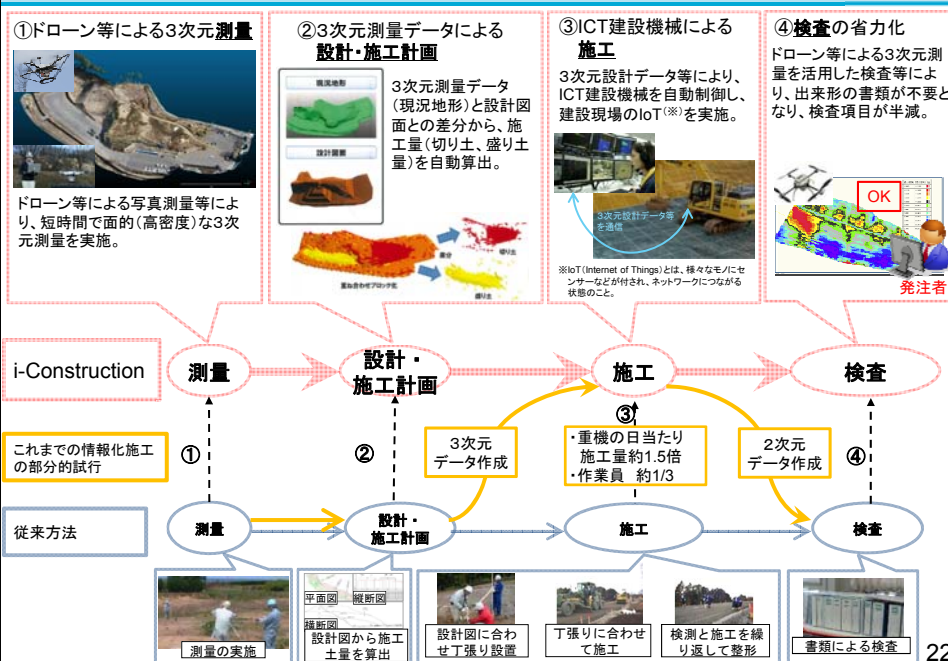 ①ドローン等による3次元測量
ドローン等による写真測量等によ
り、短時間で面的(高密度)な3次
元測量を実施。
②3次元測量データによる
設計・施工計画
現況地形
設計図面
3次元測量データ
(現況地形)と設計図
面との差分から、施
工量(切り土、盛り土
量)を自動算出。
差分
切り土
重ね合わせブロック化
盛り土
③ICT建設機械による
施工
3次元設計データ等により、
ICT建設機械を自動制御し、
建設現場のIoT(※)を実施。
3次元設計データ等
を通信
※IoT(Internet of Things)とは、様々なモノにセ
ンサーなどが付され、ネットワークにつながる
状態のこと。
④検査の省力化
ドローン等による3次元測
量を活用した検査等によ
り、出来形の書類が不要と
なり、検査項目が半減。
OK
発注者
i-Construction
測量
設計・
施工計画
施工
検査
これまでの情報化施工
の部分的試行
①
②
3次元
データ作成
③
・重機の日当たり
施工量約1.5倍
・作業員 約1/3
2次元
データ作成
④
従来方法
測量
設計・
施工計画
施工
検査
測量の実施
平面図
縦断図
横断図
設計図から施工
土量を算出
設計図に合わ
せ丁張り設置
丁張りに合わせ
て施工
検測と施工を繰
り返して整形
書類による検査